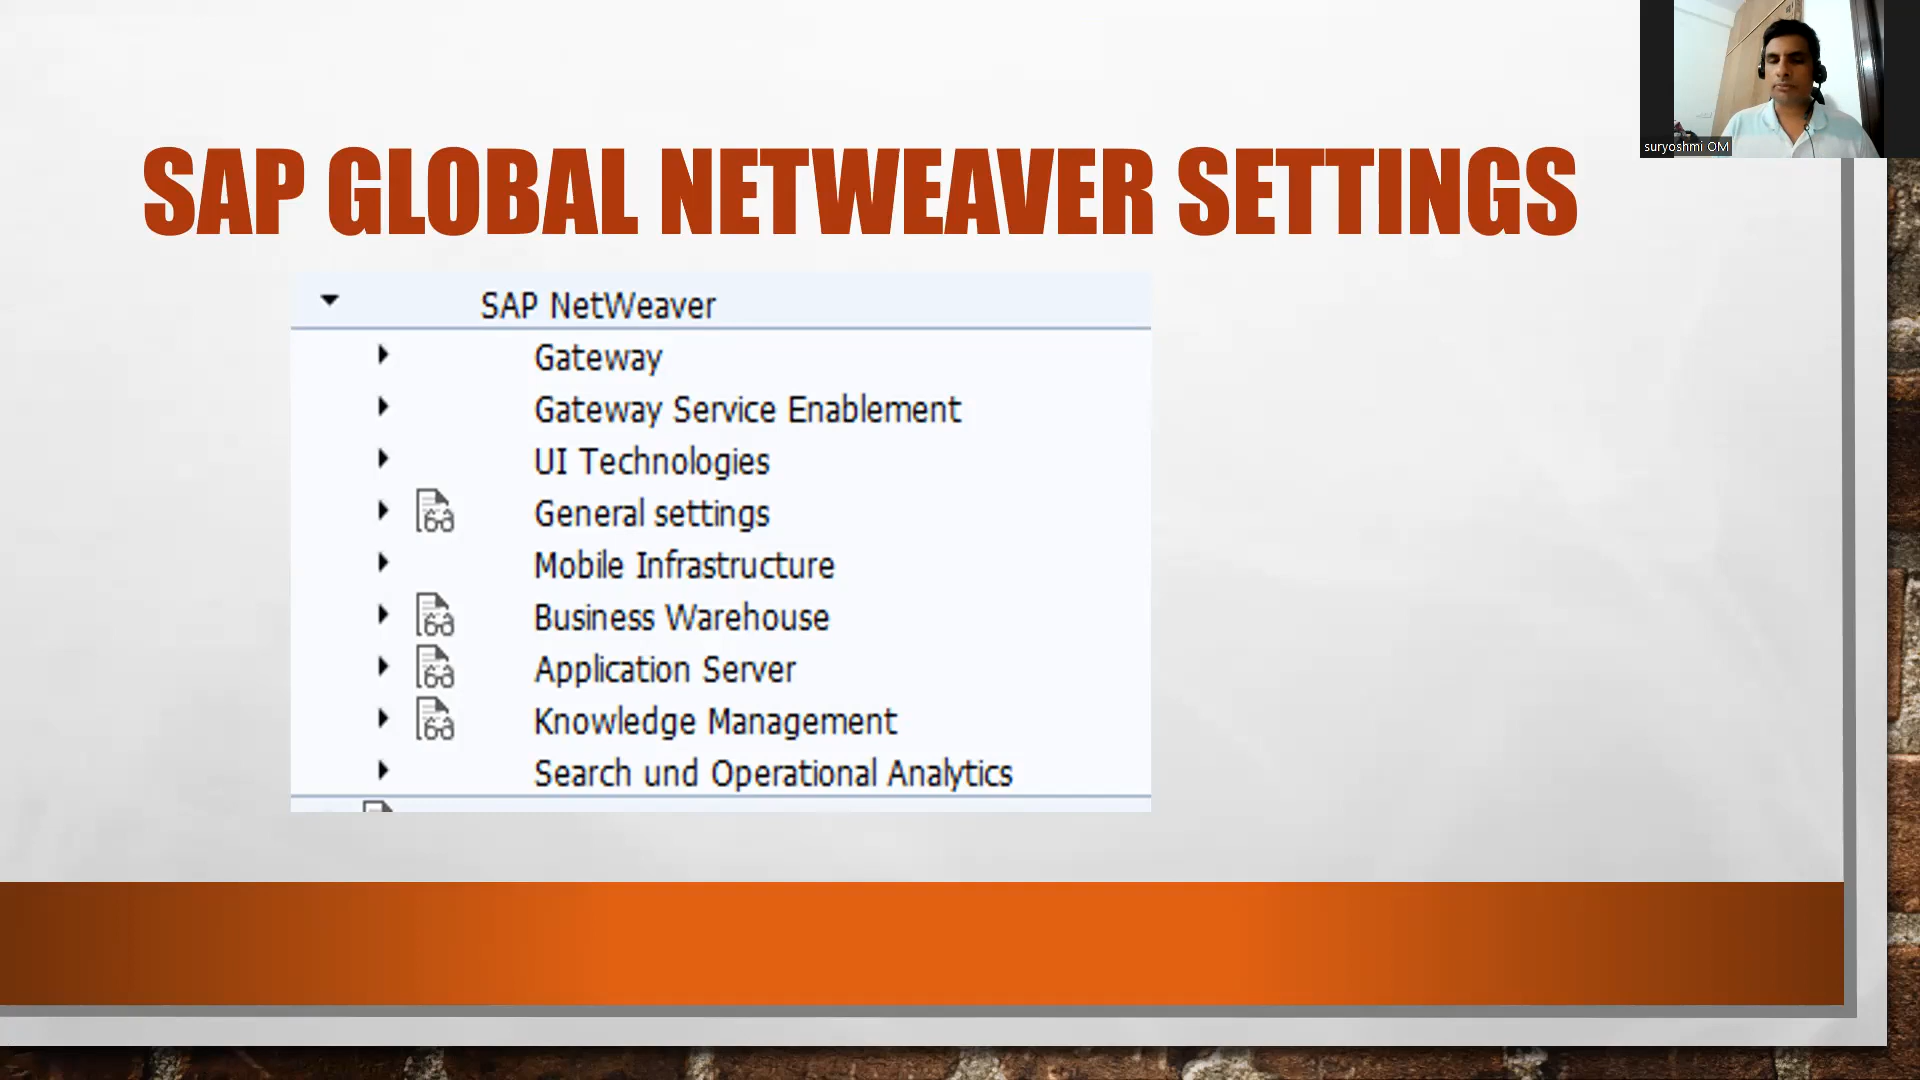 suryoshmi OM
SAP GLOBAL NETWEAVER SETTINGS
SAP NetWeaver
Gateway
Gateway Service Enablement
UI Technologies
General settings
Mobile Infrastructure
Business Warehouse
Application Server
Knowledge Management
Search und Operational Analytics